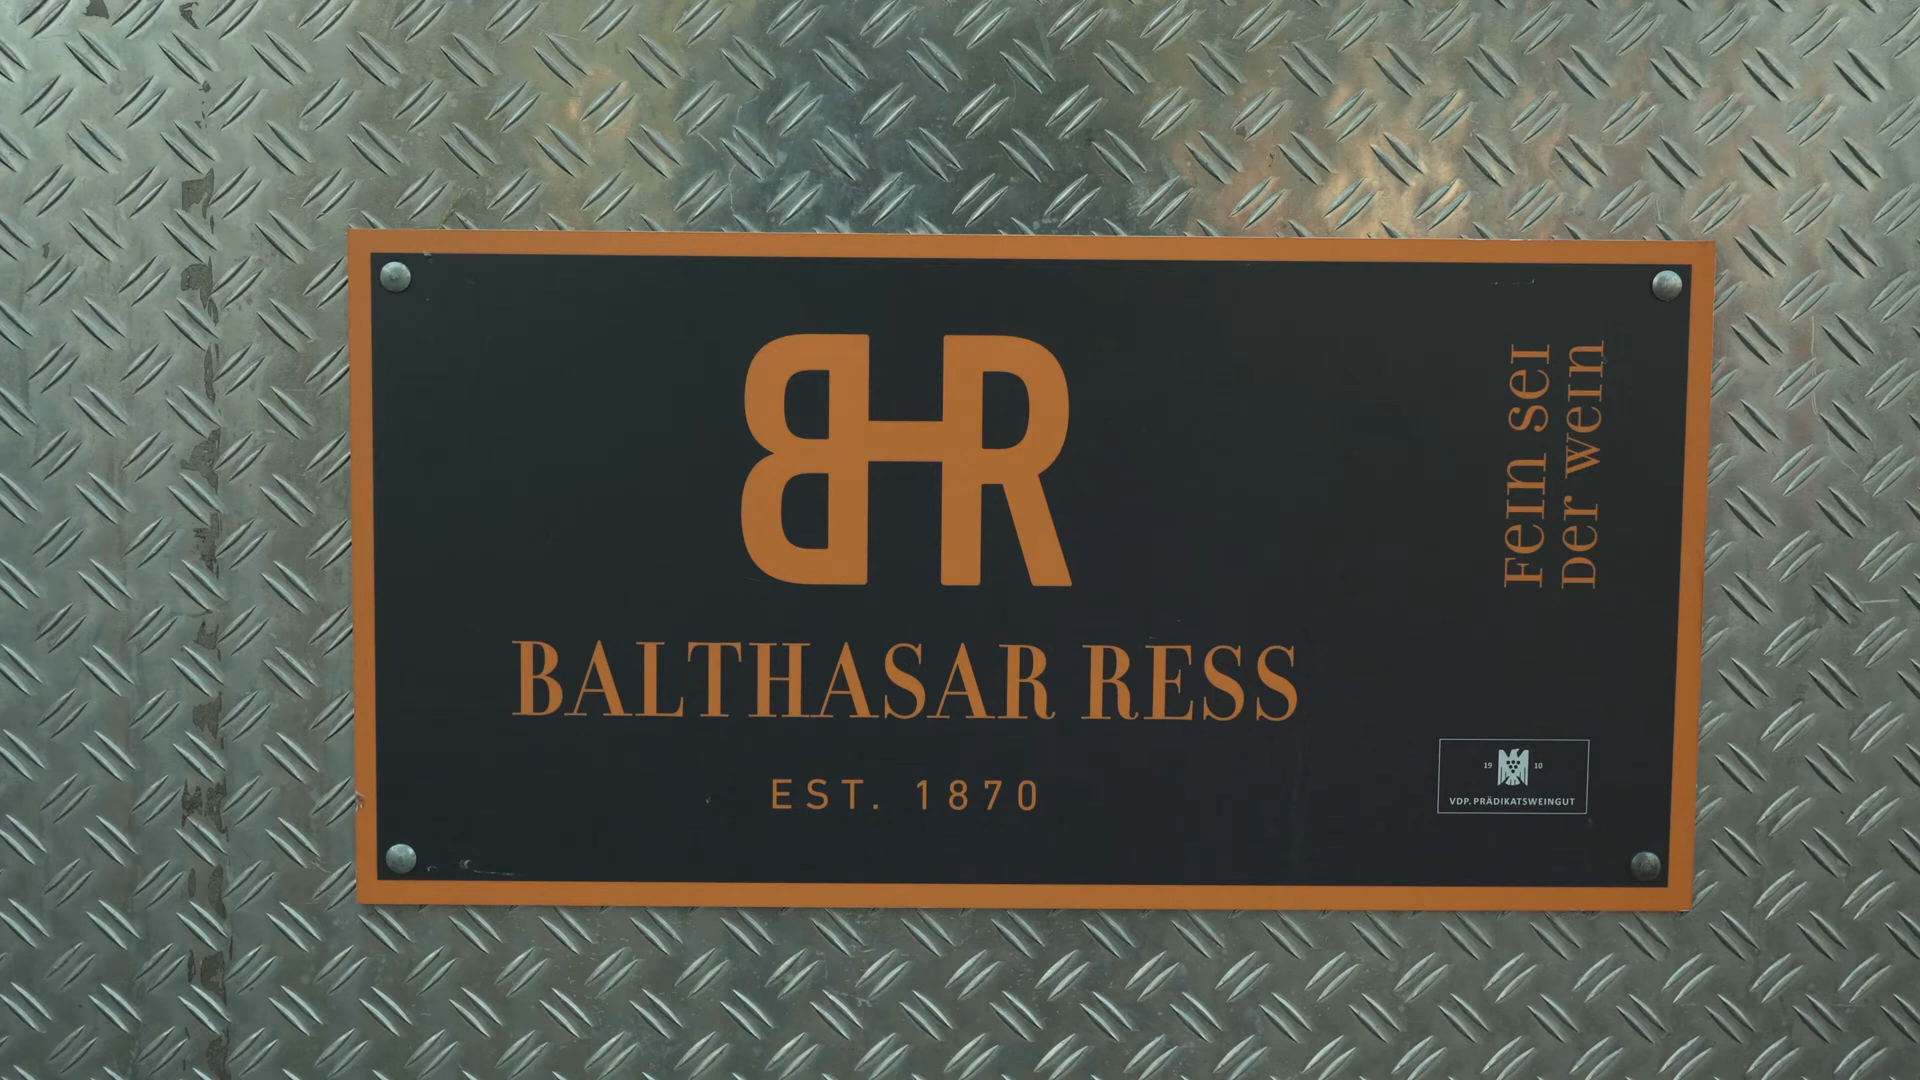 BR
BALTHASAR RESS
EST. 1870
Fein sei
Der wein
19 10
VDP. PRÄDIKATSWEINGUT